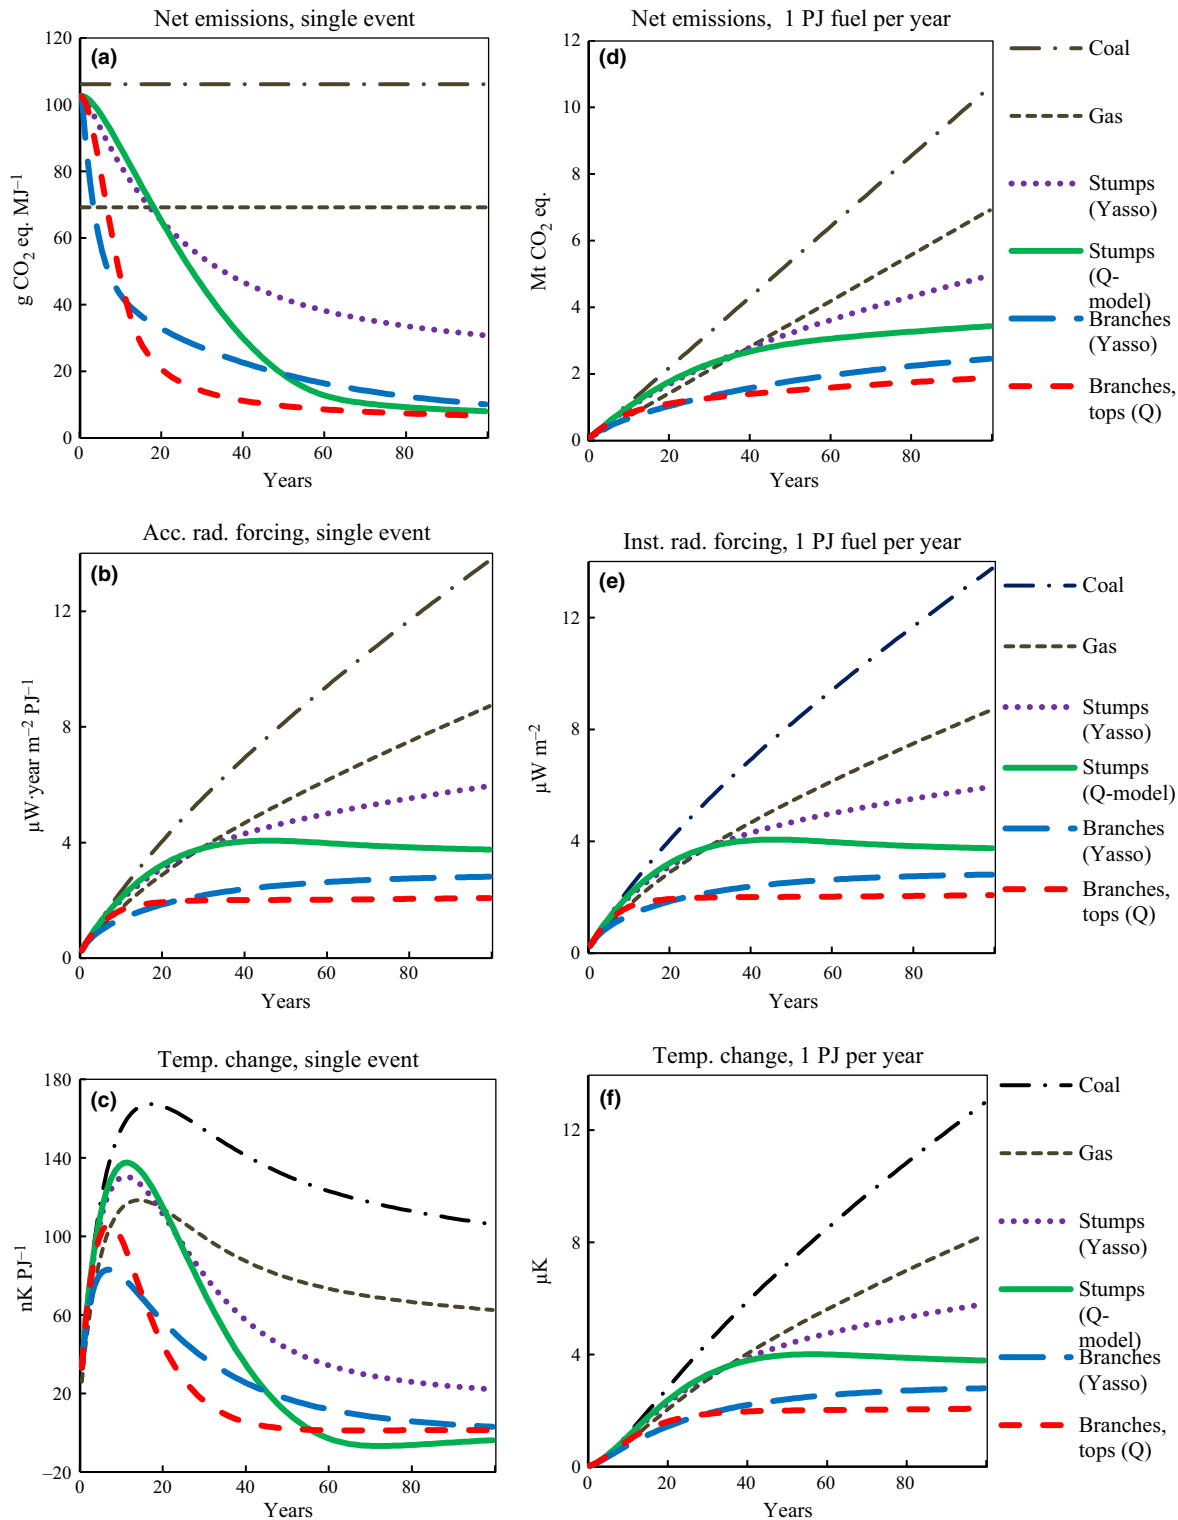 Net emissions, single event
(a)
120
100
80
60
40
20
0
g CO₂ eq. MJ⁻¹
0 20 40 60 80
Years
Net emissions, 1 PJ fuel per year
(d)
12
10
8
6
4
2
0
Mt CO₂ eq.
0 20 40 60 80
Years
Coal
Gas
Stumps
(Yasso)
Stumps
(Q-
model)
Branches
(Yasso)
Branches,
tops (Q)
Acc. rad. forcing, single event
(b)
12
8
4
0
µW·year m⁻² PJ⁻¹
0 20 40 60 80
Years
Inst. rad. forcing, 1 PJ fuel per year
(e)
12
8
4
0
µW m⁻²
0 20 40 60 80
Years
Coal
Gas
Stumps
(Yasso)
Stumps
(Q-model)
Branches
(Yasso)
Branches,
tops (Q)
Temp. change, single event
(c)
180
140
100
60
20
–20
nK PJ⁻¹
0 20 40 60 80
Years
Temp. change, 1 PJ per year
(f)
12
8
4
0
µK
0 20 40 60 80
Years
Coal
Gas
Stumps
(Yasso)
Stumps
(Q-
model)
Branches
(Yasso)
Branches,
tops (Q)